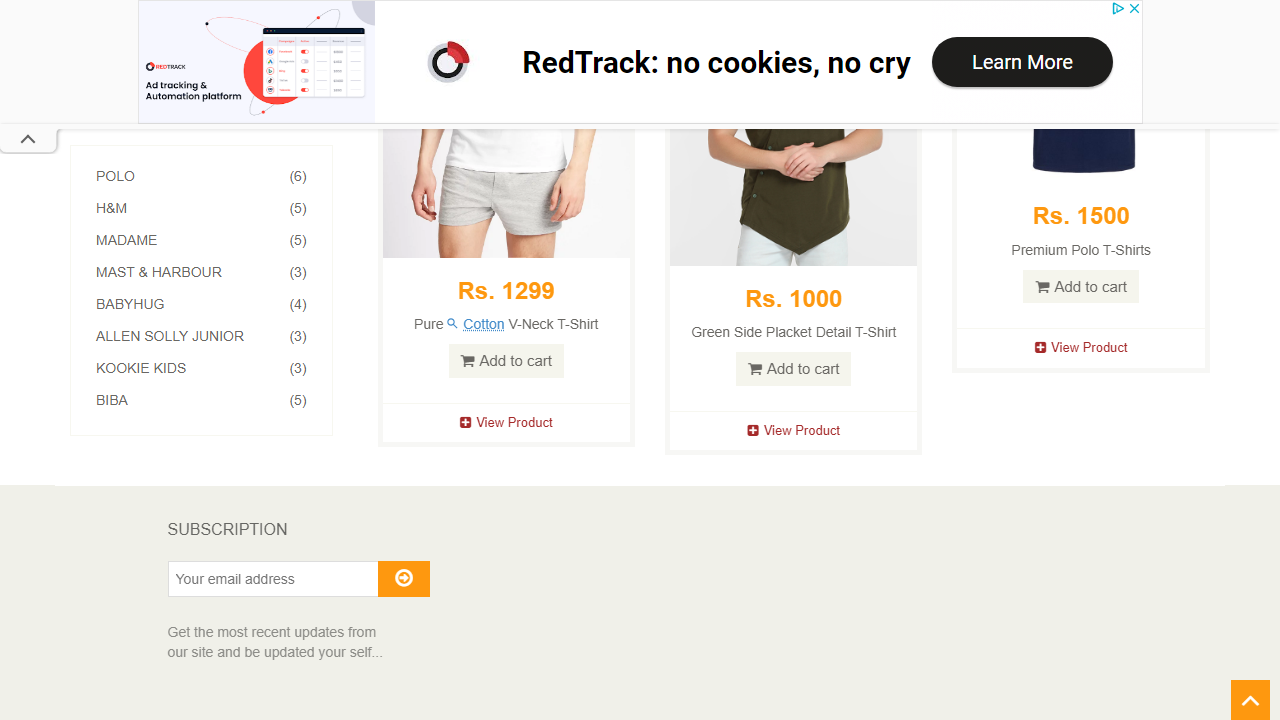 REDTRACK
Ad tracking &
Automation platform
RedTrack: no cookies, no cry
Learn More
POLO (6)
H&M (5)
MADAME (5)
MAST & HARBOUR (3)
BABYHUG (4)
ALLEN SOLLY JUNIOR (3)
KOOKIE KIDS (3)
BIBA (5)
Rs. 1299
Pure Cotton V-Neck T-Shirt
Add to cart
View Product
Rs. 1000
Green Side Placket Detail T-Shirt
Add to cart
View Product
Rs. 1500
Premium Polo T-Shirts
Add to cart
View Product
SUBSCRIPTION
Your email address
Get the most recent updates from
our site and be updated your self...